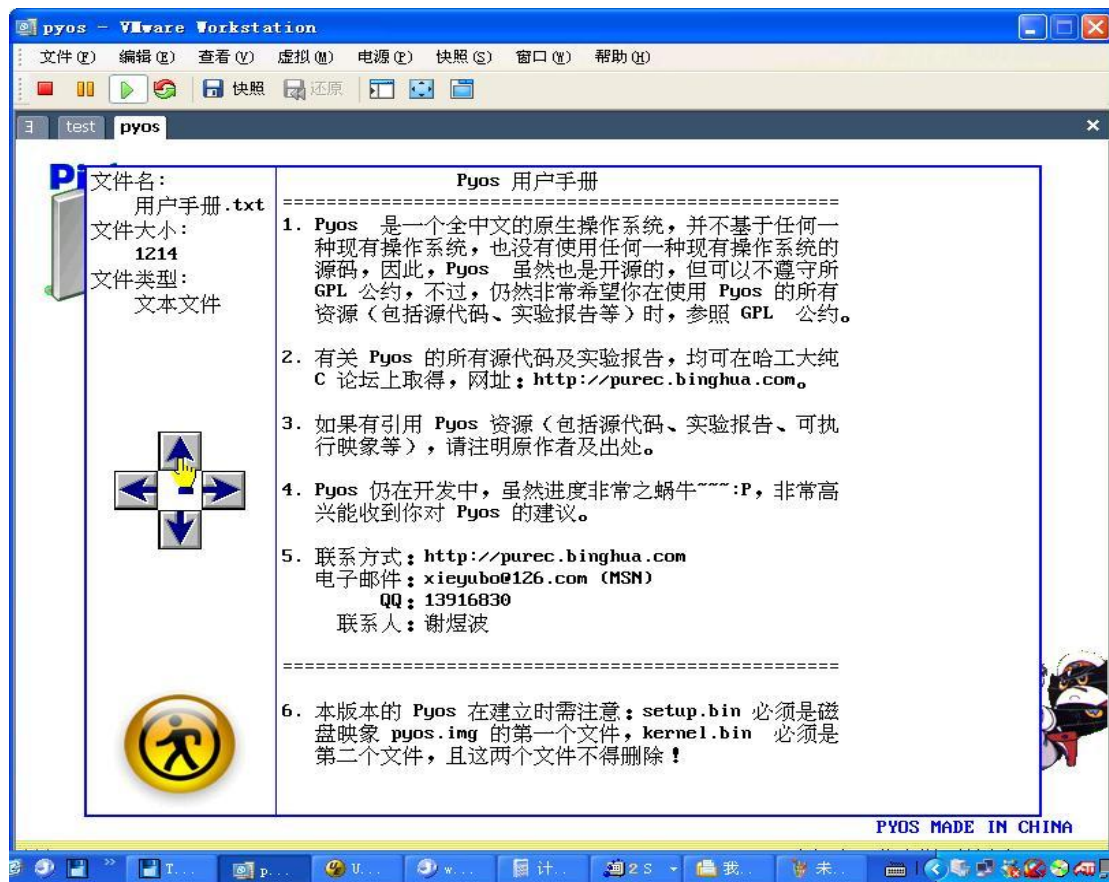 pyos - VMware Workstation
文件(F) 编辑(E) 查看(V) 虚拟(M) 电源(P) 快照(S) 窗口(W) 帮助(H)
快照 还原
test pyos
Pi
文件名:
用户手册.txt
文件大小:
1214
文件类型:
文本文件
Pyos 用户手册
===================================================
1. Pyos 是一个全中文的原生操作系统，并不基于任何一
种现有操作系统，也没有使用任何一种现有操作系统的
源码，因此，Pyos 虽然也是开源的，但可以不遵守所
GPL 公约，不过，仍然非常希望你在使用 Pyos 的所有
资源（包括源代码、实验报告等）时，参照 GPL 公约。
2. 有关 Pyos 的所有源代码及实验报告，均可在哈工大纯
C 论坛上取得，网址：http://purec.binghua.com。
3. 如果有引用 Pyos 资源（包括源代码、实验报告、可执
行映象等），请注明原作者及出处。
4. Pyos 仍在开发中，虽然进度非常之蜗牛~~~:P，非常高
兴能收到你对 Pyos 的建议。
5. 联系方式：http://purec.binghua.com
电子邮件：xieyubo@126.com (MSN)
QQ：13916830
联系人：谢煜波
===================================================
6. 本版本的 Pyos 在建立时需注意：setup.bin 必须是磁
盘映象 pyos.img 的第一个文件，kernel.bin 必须是
第二个文件，且这两个文件不得删除！
PYOS MADE IN CHINA
T... p... U... w... 计... 2 S 我... 未...